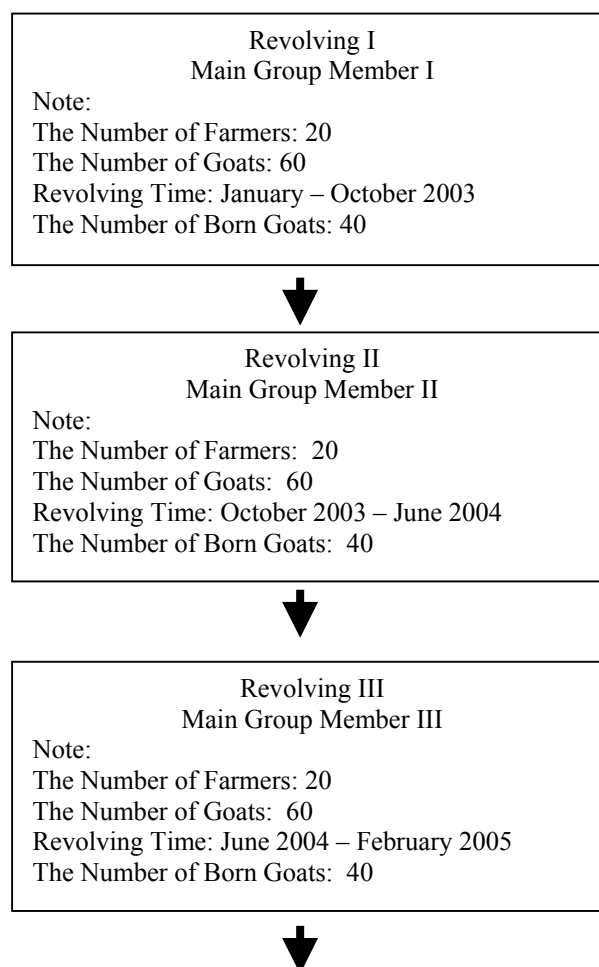 Revolving I
Main Group Member I
Note:
The Number of Farmers: 20
The Number of Goats: 60
Revolving Time: January – October 2003
The Number of Born Goats: 40
Revolving II
Main Group Member II
Note:
The Number of Farmers:  20
The Number of Goats:  60
Revolving Time: October 2003 – June 2004
The Number of Born Goats:  40
Revolving III
Main Group Member III
Note:
The Number of Farmers: 20
The Number of Goats:  60
Revolving Time: June 2004 – February 2005
The Number of Born Goats:  40